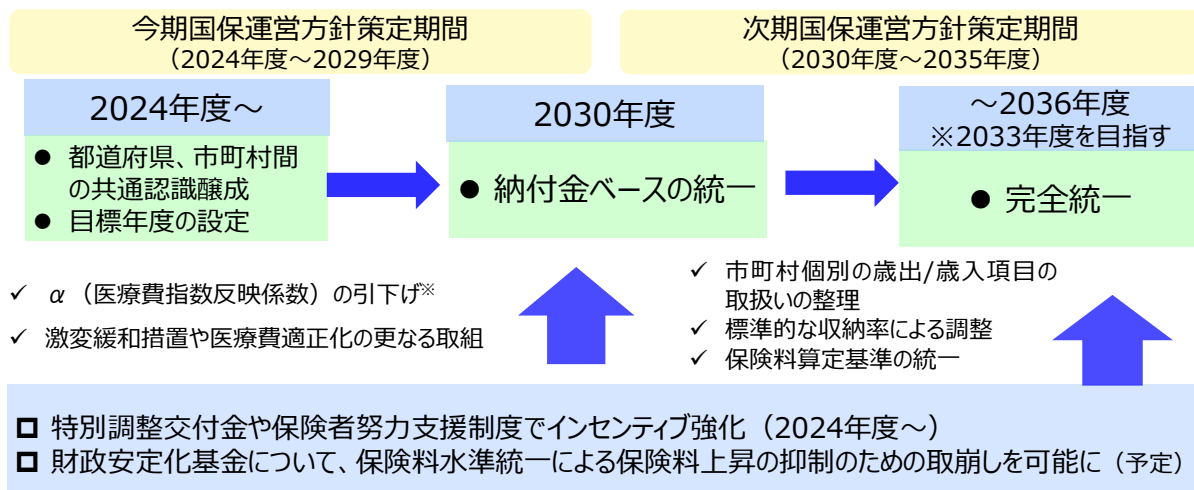 今期国保運営方針策定期間
（2024年度～2029年度）
次期国保運営方針策定期間
（2030年度～2035年度）
2024年度～
● 都道府県、市町村間
の共通認識醸成
● 目標年度の設定
2030年度
● 納付金ベースの統一
～2036年度
※2033年度を目指す
● 完全統一
✓ α（医療費指数反映係数）の引下げ※
✓ 激変緩和措置や医療費適正化の更なる取組
✓ 市町村個別の歳出/歳入項目の
取扱いの整理
✓ 標準的な収納率による調整
✓ 保険料算定基準の統一
□ 特別調整交付金や保険者努力支援制度でインセンティブ強化（2024年度～）
□ 財政安定化基金について、保険料水準統一による保険料上昇の抑制のための取崩しを可能に（予定）